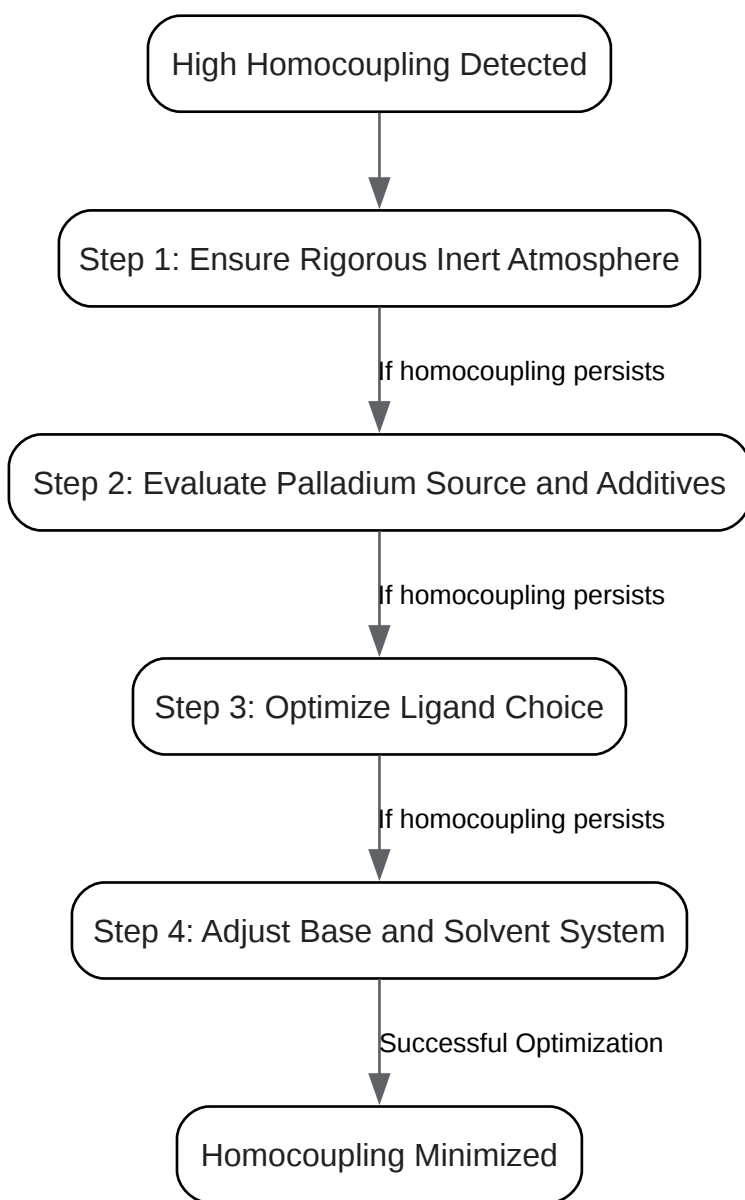 High Homocoupling Detected
Step 1: Ensure Rigorous Inert Atmosphere
If homocoupling persists
Step 2: Evaluate Palladium Source and Additives
If homocoupling persists
Step 3: Optimize Ligand Choice
If homocoupling persists
Step 4: Adjust Base and Solvent System
Successful Optimization
Homocoupling Minimized